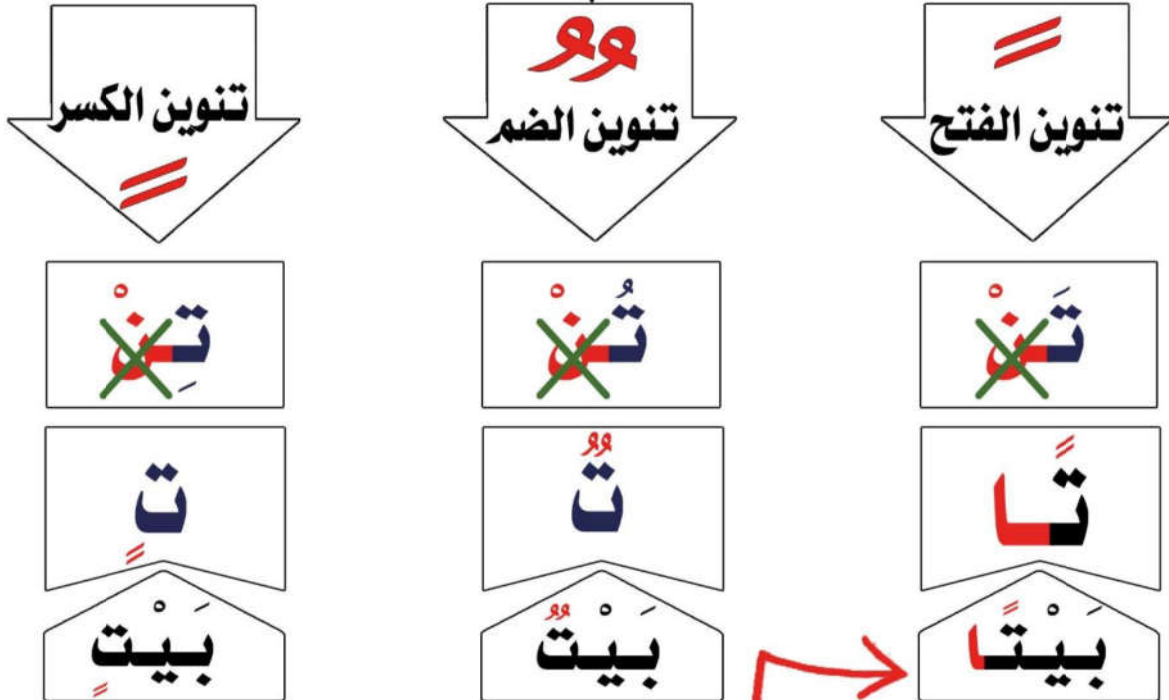 تنوين الفتح
تنوين الضم
تنوين الكسر
تَنْ
تُنْ
تِنْ
تًا
تٌ
تٍ
بَيْتًا
بَيْتٌ
بَيْتٍ